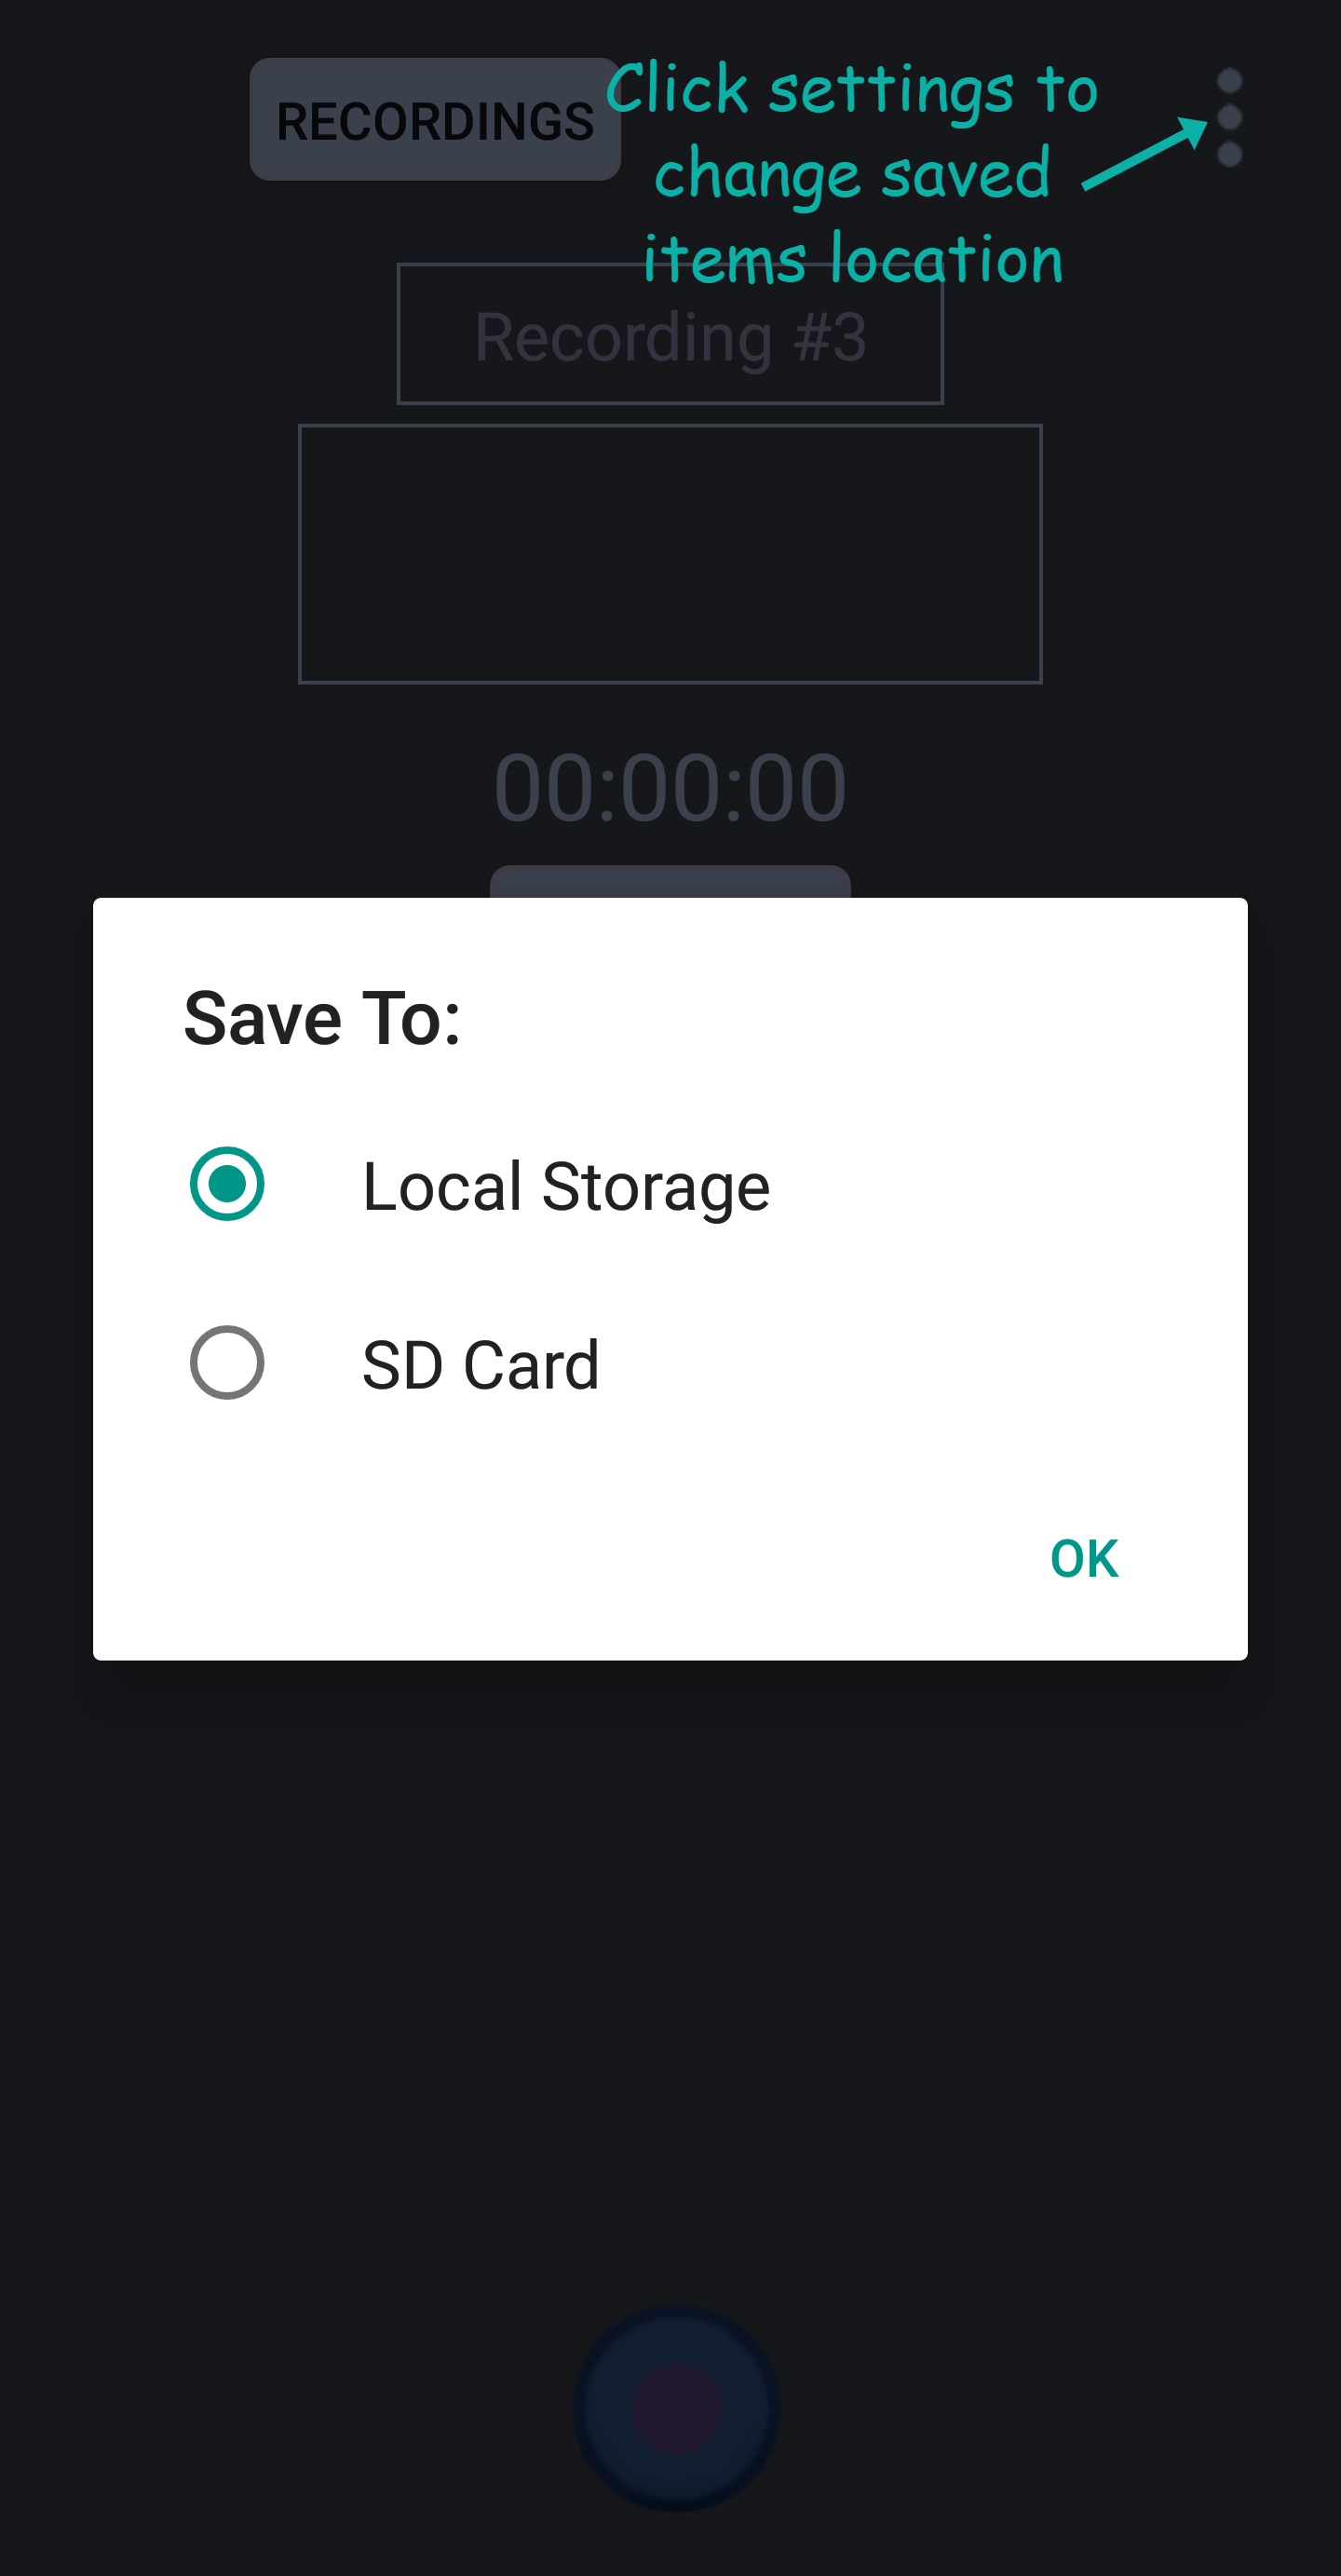 RECORDINGS
Click settings to
change saved
items location
Recording #3
00:00:00
Save To:
Local Storage
SD Card
OK